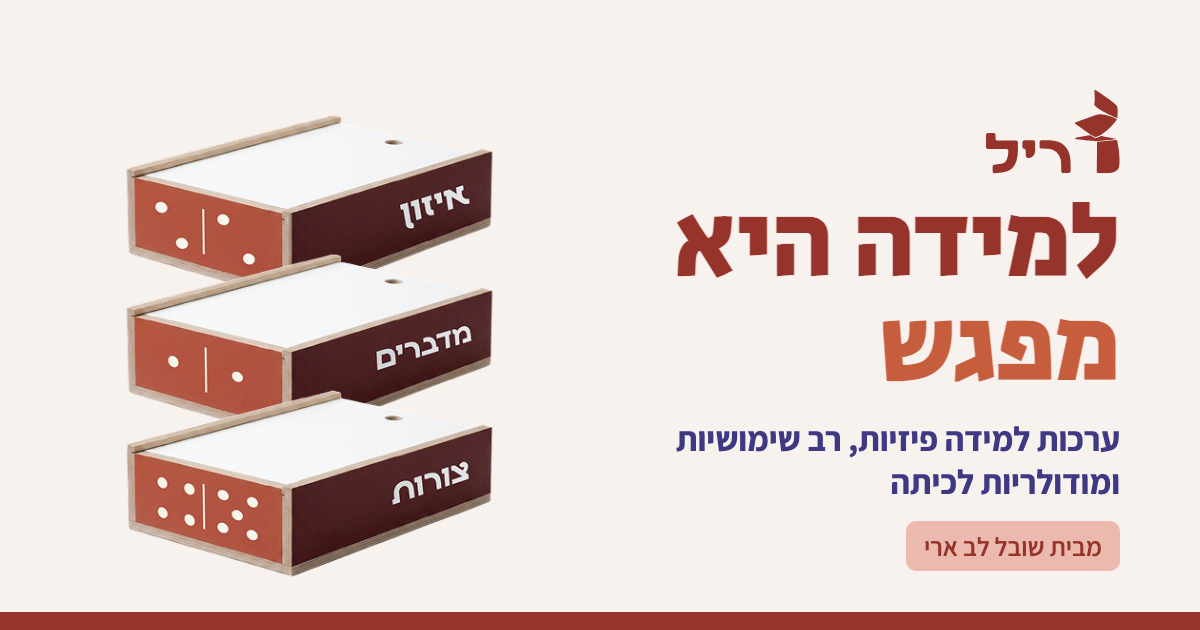 ריל
למידה היא
מפגש
ערכות למידה פיזיות, רב שימושיות
ומודולריות לכיתה
מבית שובל לב ארי
איזון
מדברים
צורות